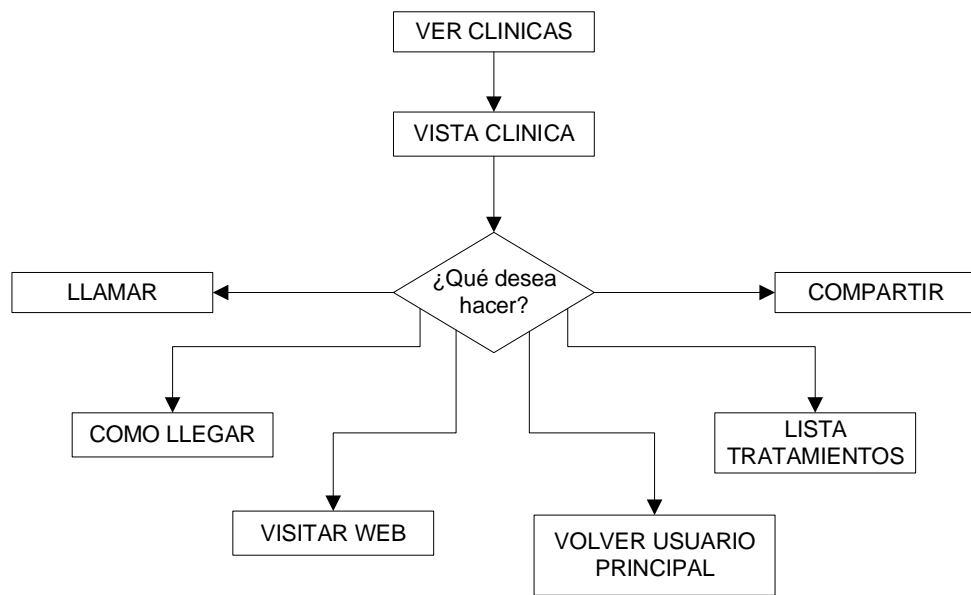 VER CLINICAS
VISTA CLINICA
¿Qué desea
hacer?
LLAMAR
COMPARTIR
COMO LLEGAR
LISTA
TRATAMIENTOS
VISITAR WEB
VOLVER USUARIO
PRINCIPAL